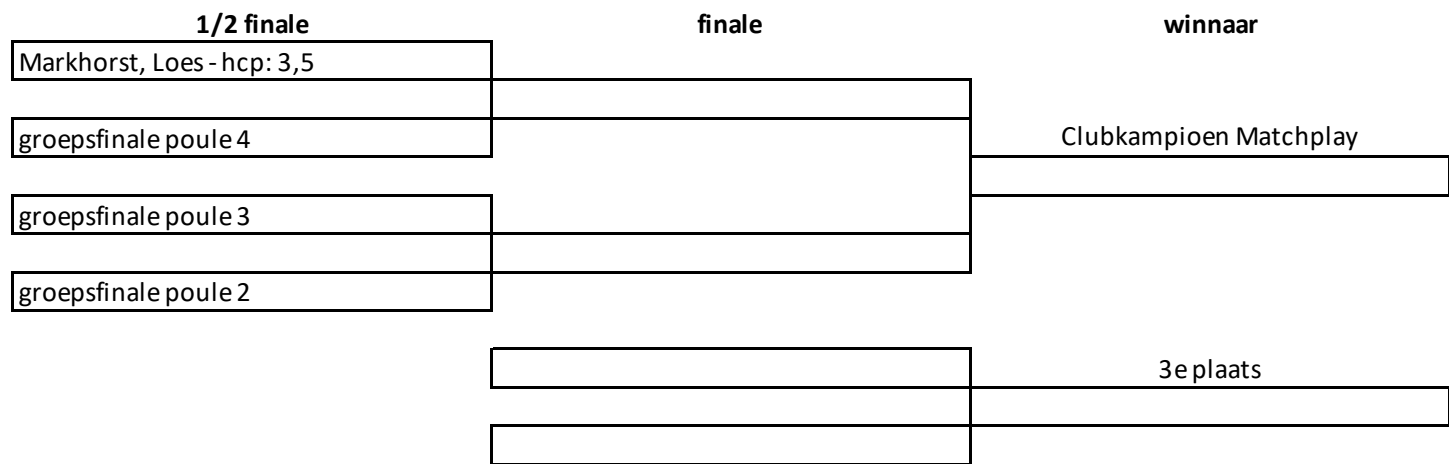 1/2 finale finale winnaar
Markhorst, Loes - hcp: 3,5
groepsfinale poule 4 Clubkampioen Matchplay
groepsfinale poule 3
groepsfinale poule 2
3e plaats